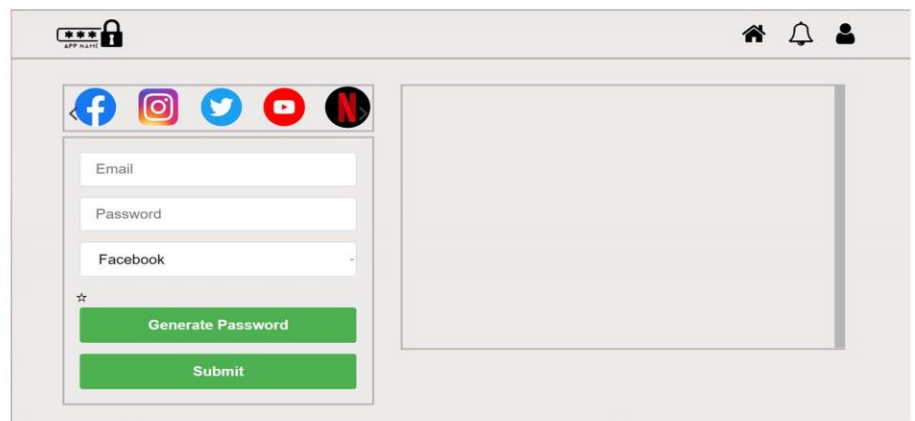 ***
APP NAME
Email
Password
Facebook
Generate Password
Submit